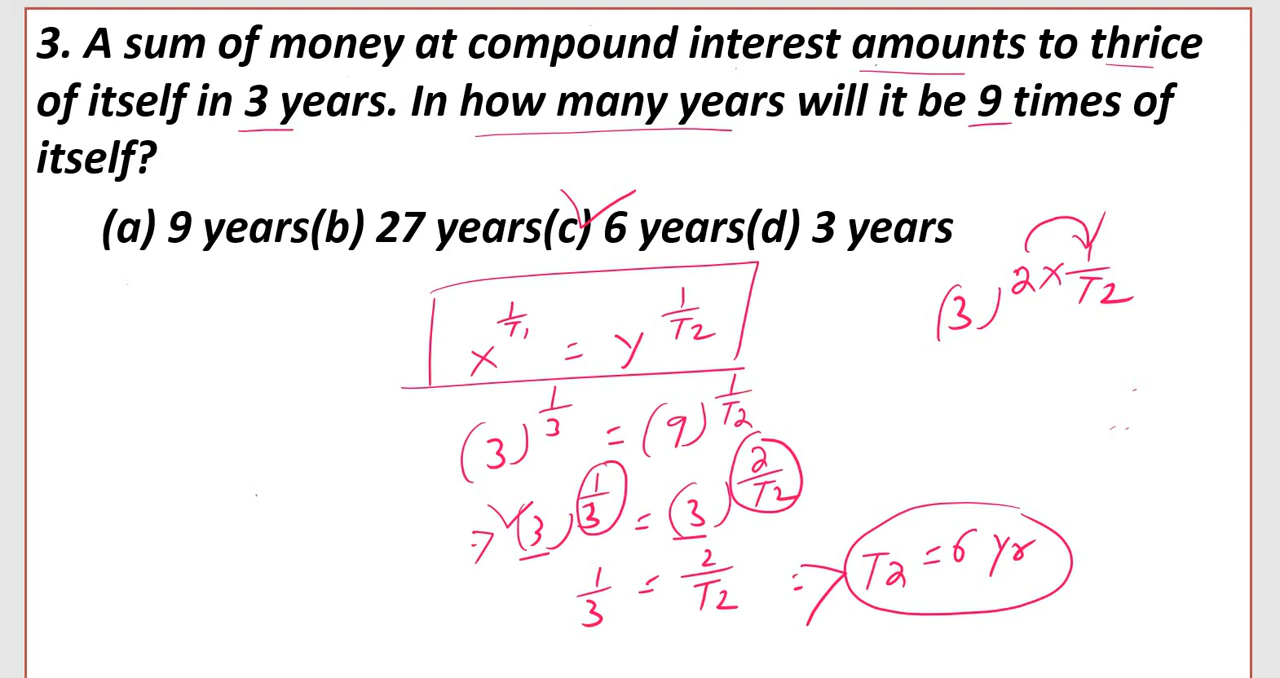 3. A sum of money at compound interest amounts to thrice
of itself in 3 years. In how many years will it be 9 times of
itself?
(a) 9 years(b) 27 years(c) 6 years(d) 3 years
(3)^2×1/T2
x^1/T1 = y^1/T2
(3)^1/3 = (9)^1/T2
=> (3)^1/3 = (3)^2/T2
1/3 = 2/T2 => T2 = 6 yr